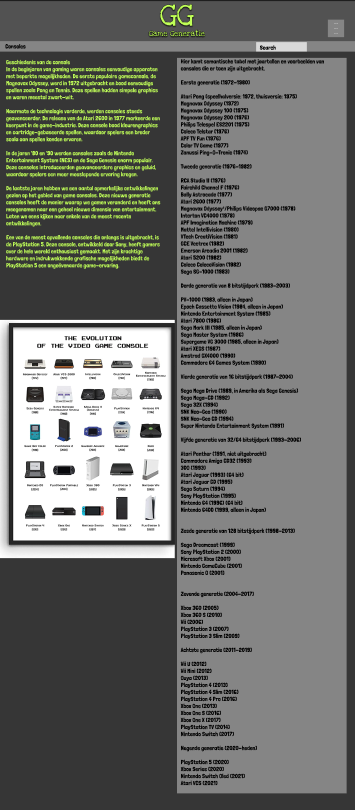 GG
Game Generatie
Consoles
Search
Geschiedenis van de console
In de beginjaren van gaming waren consoles eenvoudige apparaten
met beperkte mogelijkheden. De eerste populaire gameconsole, de
Magnavox Odyssey, werd in 1972 uitgebracht en bood eenvoudige
spellen zoals Pong en Tennis. Deze spellen hadden simpele graphics
en waren meestal zwart-wit.
Naarmate de technologie vorderde, werden consoles steeds
geavanceerder. De release van de Atari 2600 in 1977 markeerde een
keerpunt in de game-industrie. Deze console bood kleurengraphics
en cartridge-gebaseerde spellen, waardoor spelers een breder
scala aan spellen konden ervaren.
In de jaren '80 en '90 werden consoles zoals de Nintendo
Entertainment System (NES) en de Sega Genesis enorm populair.
Deze consoles introduceerden geavanceerdere graphics en geluid,
waardoor spelers een meer meeslepende ervaring kregen.
De laatste jaren hebben we een aantal opmerkelijke ontwikkelingen
gezien op het gebied van game consoles. Deze nieuwe generatie
consoles heeft de manier waarop we gamen veranderd en heeft ons
meegenomen naar een geheel nieuwe dimensie van entertainment.
Laten we eens kijken naar enkele van de meest recente
ontwikkelingen.
Een van de meest opvallende consoles die onlangs is uitgebracht, is
de PlayStation 5. Deze console, ontwikkeld door Sony, heeft gamers
over de hele wereld enthousiast gemaakt. Met zijn krachtige
hardware en indrukwekkende grafische mogelijkheden biedt de
PlayStation 5 een ongeëvenaarde game-ervaring.
THE EVOLUTION
OF THE VIDEO GAME CONSOLE
Hier komt semantische tabel met jaartallen en voorbeelden van
consoles die er toen zijn uitgebracht.
Eerste generatie (1972–1980)
Atari Pong (speelhalversie: 1972, thuisversie: 1975)
Magnavox Odyssey (1972)
Magnavox Odyssey 100 (1975)
Magnavox Odyssey 200 (1975)
Philips Telespel ES2201 (1975)
Coleco Telstar (1976)
APF TV Fun (1976)
Color TV Game (1977)
Zanussi Ping-O-Tronic (1974)
Tweede generatie (1976–1982)
RCA Studio II (1976)
Fairchild Channel F (1976)
Bally Astrocade (1977)
Atari 2600 (1977)
Magnavox Odyssey²/Philips Videopac G7000 (1978)
Interton VC4000 (1978)
APF Imagination Machine (1979)
Mattel Intellivision (1980)
VTech CreatiVision (1981)
GCE Vectrex (1982)
Emerson Arcadia 2001 (1982)
Atari 5200 (1982)
Coleco ColecoVision (1982)
Sega SG-1000 (1983)
Derde generatie van 8 bitstijdperk (1983–2003)
PV-1000 (1983, alleen in Japan)
Epoch Cassette Vision (1984, alleen in Japan)
Nintendo Entertainment System (1985)
Atari 7800 (1986)
Sega Mark III (1985, alleen in Japan)
Sega Master System (1986)
Supergame VG 3000 (1985, alleen in Japan)
Atari XEGS (1987)
Amstrad GX4000 (1990)
Commodore 64 Games System (1990)
Vierde generatie van 16 bitstijdperk (1987–2004)
Sega Mega Drive (1989, in Amerika als Sega Genesis)
Sega Mega-CD (1992)
Sega 32X (1994)
SNK Neo-Geo (1990)
SNK Neo-Geo CD (1994)
Super Nintendo Entertainment System (1991)
Vijfde generatie van 32/64 bitstijdperk (1993–2006)
Atari Panther (1991, niet uitgebracht)
Commodore Amiga CD32 (1993)
3DO (1993)
Atari Jaguar (1993) (64 bit)
Atari Jaguar CD (1995)
Sega Saturn (1994)
Sony PlayStation (1995)
Nintendo 64 (1996) (64 bit)
Nintendo 64DD (1999, alleen in Japan)
Zesde generatie van 128 bitstijdperk (1998–2013)
Sega Dreamcast (1999)
Sony PlayStation 2 (2000)
Microsoft Xbox (2001)
Nintendo GameCube (2001)
Panasonic Q (2001)
Zevende generatie (2004–2017)
Xbox 360 (2005)
Xbox 360 S (2010)
Wii (2006)
PlayStation 3 (2007)
PlayStation 3 Slim (2009)
Achtste generatie (2011–2019)
Wii U (2012)
Wii Mini (2012)
Ouya (2013)
PlayStation 4 (2013)
PlayStation 4 Slim (2016)
PlayStation 4 Pro (2016)
Xbox One (2013)
Xbox One S (2016)
Xbox One X (2017)
PlayStation TV (2014)
Nintendo Switch (2017)
Negende generatie (2020–heden)
PlayStation 5 (2020)
Xbox Series (2020)
Nintendo Switch Oled (2021)
Atari VCS (2021)